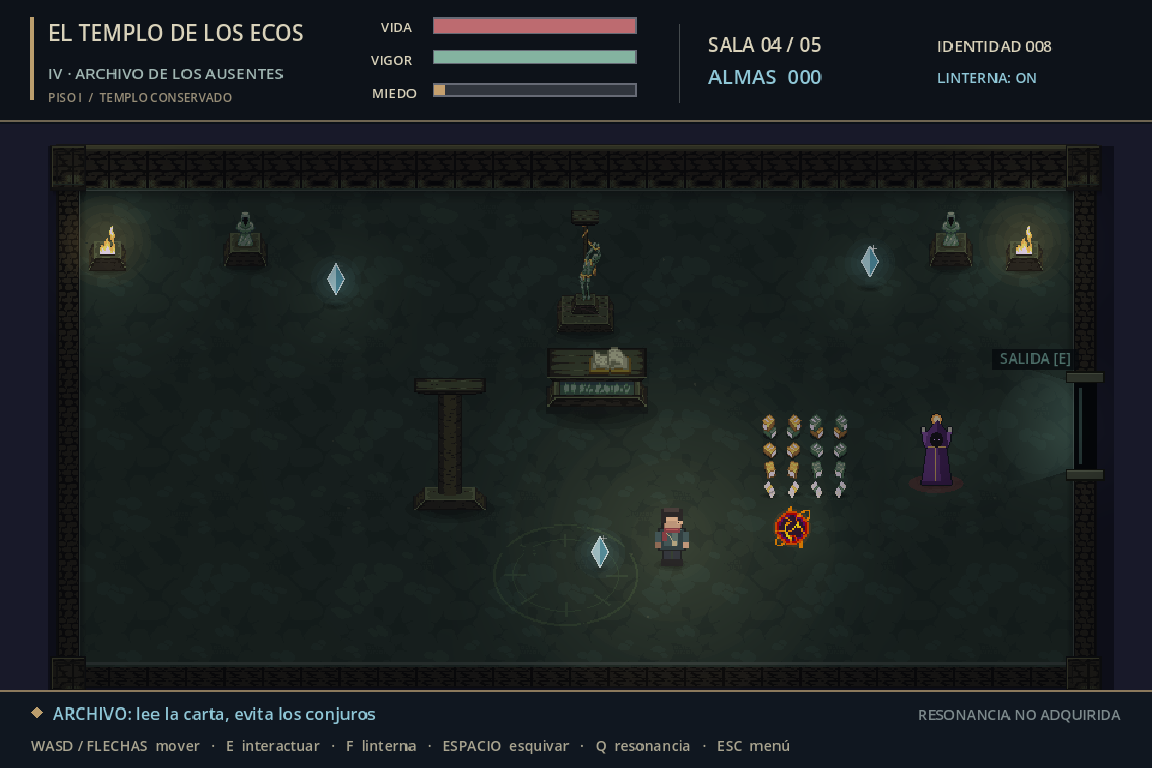 EL TEMPLO DE LOS ECOS
IV · ARCHIVO DE LOS AUSENTES
PISO I / TEMPLO CONSERVADO
VIDA
VIGOR
MIEDO
SALA 04 / 05
ALMAS 000
IDENTIDAD 008
LINTERNA: ON
SALIDA [E]
ARCHIVO: lee la carta, evita los conjuros
RESONANCIA NO ADQUIRIDA
WASD / FLECHAS mover · E interactuar · F linterna · ESPACIO esquivar · Q resonancia · ESC menú